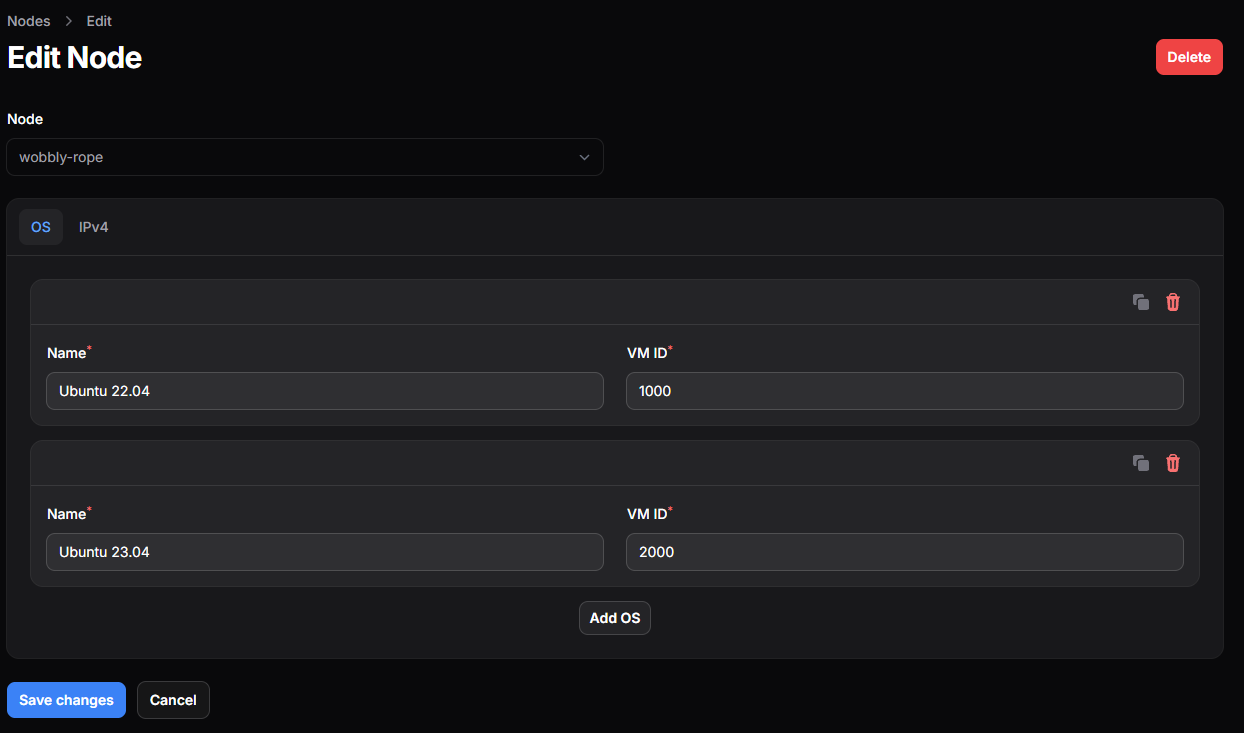 Nodes > Edit
Edit Node
Delete
Node
wobbly-rope
OS IPv4
Name* VM ID*
Ubuntu 22.04 1000
Name* VM ID*
Ubuntu 23.04 2000
Add OS
Save changes Cancel